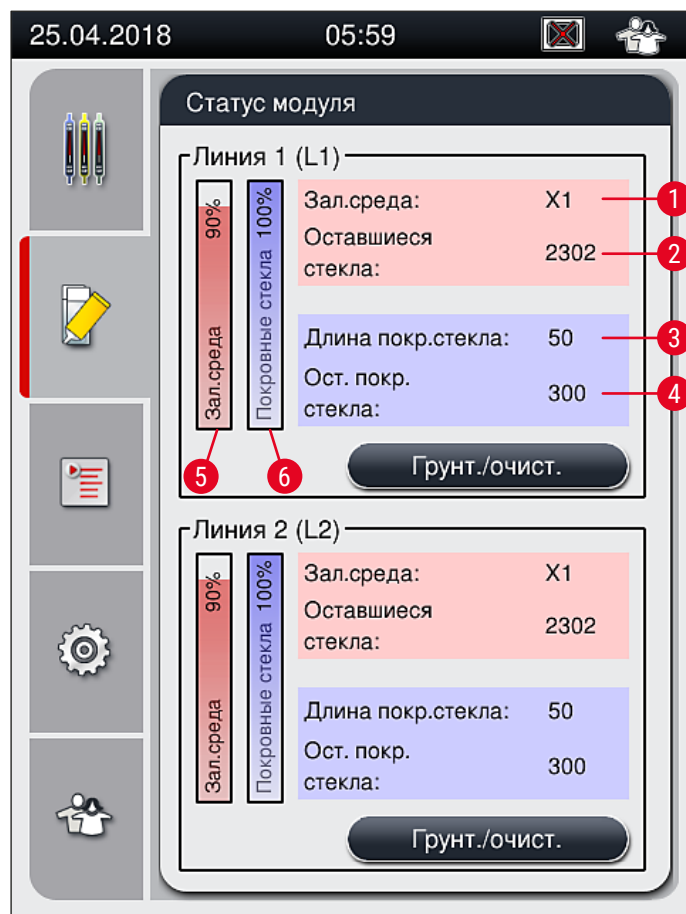 25.04.2018 05:59
Статус модуля
Линия 1 (L1)
90%
Зал.среда
Покровные стекла 100%
Зал.среда: X1
Оставшиеся
стекла: 2302
Длина покр.стекла: 50
Ост. покр.
стекла: 300
1
2
3
4
5
6
Грунт./очист.
Линия 2 (L2)
90%
Зал.среда
Покровные стекла 100%
Зал.среда: X1
Оставшиеся
стекла: 2302
Длина покр.стекла: 50
Ост. покр.
стекла: 300
Грунт./очист.